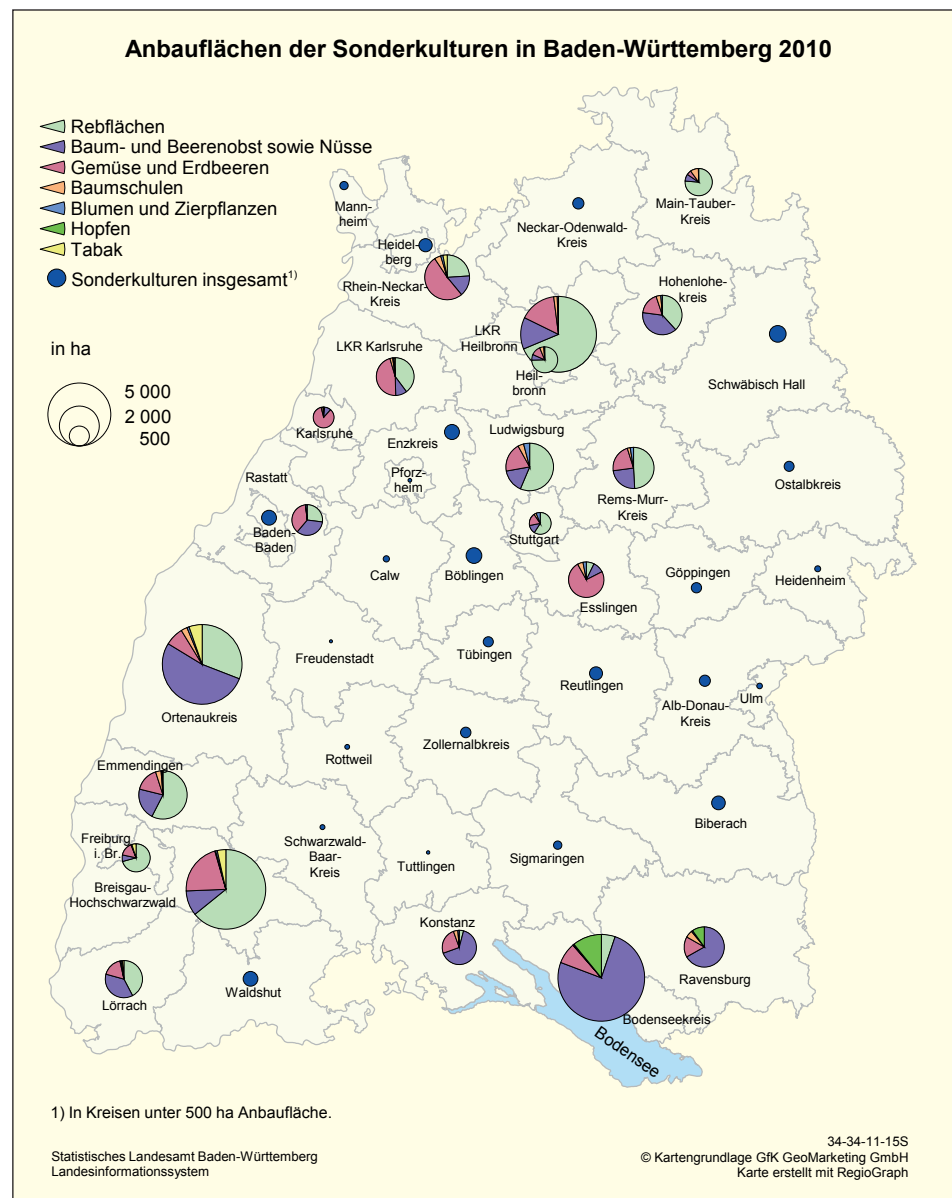 Anbauflächen der Sonderkulturen in Baden-Württemberg 2010
Rebflächen
Baum- und Beerenobst sowie Nüsse
Gemüse und Erdbeeren
Baumschulen
Blumen und Zierpflanzen
Hopfen
Tabak
Sonderkulturen insgesamt1)
in ha
5 000
2 000
500
Mann-
heim
Neckar-Odenwald-
Kreis
Main-Tauber-
Kreis
Heidel-
berg
Rhein-Neckar-
Kreis
Hohenlohe-
kreis
LKR
Heilbronn
LKR Karlsruhe
Heil-
bronn
Schwäbisch Hall
Karlsruhe
Enzkreis
Ludwigsburg
Pforz-
heim
Rastatt
Rems-Murr-
Kreis
Ostalbkreis
Baden-
Baden
Stuttgart
Calw
Böblingen
Esslingen
Göppingen
Heidenheim
Freudenstadt
Tübingen
Reutlingen
Alb-Donau-
Kreis
Ulm
Ortenaukreis
Rottweil
Zollernalbkreis
Emmendingen
Biberach
Freiburg
i. Br.
Schwarzwald-
Baar-
Kreis
Tuttlingen
Sigmaringen
Breisgau-
Hochschwarzwald
Konstanz
Ravensburg
Lörrach
Waldshut
Bodenseekreis
Bodensee
1) In Kreisen unter 500 ha Anbaufläche.
Statistisches Landesamt Baden-Württemberg
Landesinformationssystem
34-34-11-15S
© Kartengrundlage GfK GeoMarketing GmbH
Karte erstellt mit RegioGraph